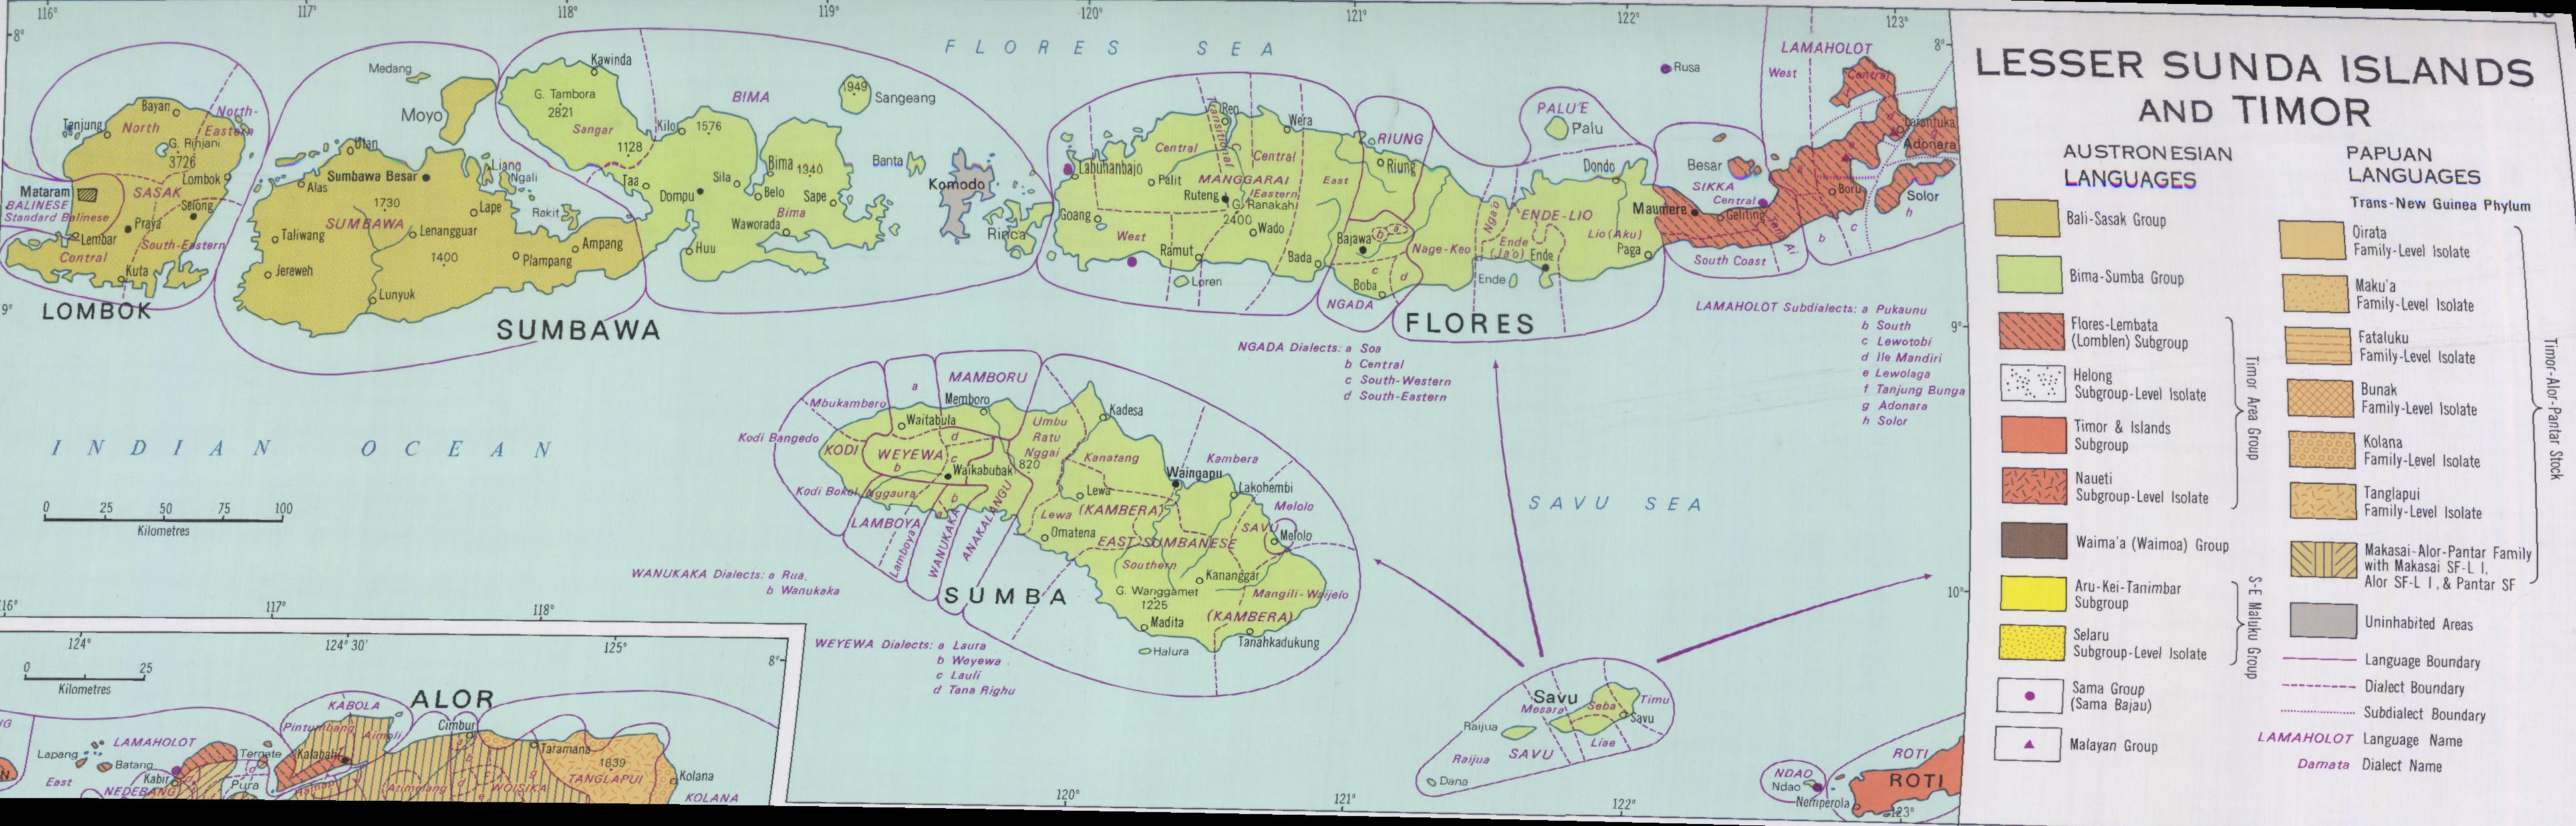 116°
117°
118°
119°
120°
121°
122°
123°
8°
8°
FLORES SEA
Medang
Moyo
Kawinda
G. Tambora
2821
Sangar
1128
BIMA
1949
Sangeang
Kilo
1576
Bayan
Tanjung
North
North-
Eastern
G. Rinjani
3726
Lombok
Mataram
BALINESE
Standard Balinese
SASAK
Selong
Praya
Lembar
South-Eastern
Central
Kuta
LOMBOK
9°
Utan
Alas
Sumbawa Besar
Liang
Ngali
1730
SUMBAWA
Lape
Rakit
Taliwang
Lenangguar
Ampang
Jereweh
1400
Plampang
Lunyuk
SUMBAWA
Taa
Sila
Dompu
Bima
1340
Belo
Sape
Bima
Waworada
Huu
Banta
Komodo
Rinca
Labuhanbajo
Reo
Wera
Transitional
C
Central
Central
Palit
MANGGARAI
East
Ruteng
Eastern
G. Ranakah
2400
Goang
West
Wado
Ramut
Bada
Loren
RIUNG
Riung
Bajawa
b
a
c
d
Boba
NGADA
Nage-Keo
FLORES
PALU'E
Palu
Dondo
Ngao
ENDE-LIO
Lio (Aku)
Ende
(Ja'o)
Ende
Ende
Paga
Rusa
Besar
SIKKA
Central
Maumere
Geliting
South Coast
Tana Ai
LAMAHOLOT
West
Central
Larantuka
Adonara
Solor
h
Boru
b
c
LAMAHOLOT Subdialects: a Pukaunu
b South
c Lewotobi
d Ile Mandiri
e Lewolaga
f Tanjung Bunga
g Adonara
h Solor
9°
NGADA Dialects: a Soa
b Central
c South-Western
d South-Eastern
INDIAN OCEAN
0 25 50 75 100
Kilometres
Mbukambero
a
MAMBORU
Memboro
Kadesa
Waitabula
Kodi Bangedo
KODI
WEYEWA
d
c
b
Umbu
Ratu
Nggai
820
Kanatang
Kambera
Waikabubak
Waingapu
Kodi Bokol
Nggaura
b
a
Lewa
Lakohembi
LAMBOYA
Lamboya
WANUKAKA
ANAKALANGU
Lewa
(KAMBERA)
Melolo
SAVU
Melolo
Omatena
EAST SUMBANESE
Southern
Kananggar
G. Wanggamet
1225
Mangili-Waijelo
(KAMBERA)
Madita
Tanahkadukung
Halura
SUMBA
WANUKAKA Dialects: a Rua
b Wanukaka
WEYEWA Dialects: a Laura
b Weyewa
c Lauli
d Tana Righu
SAVU SEA
10°
Savu
Mesara
Seba
Timu
Savu
Raijua
Liae
Raijua
SAVU
Dana
NDAO
Ndao
Nemperola
ROTI
ROTI
120°
121°
122°
123°
116°
117°
118°
124°
124° 30'
125°
8°
0 25
Kilometres
ALOR
KABOLA
Pintumbang
Aimoli
Cimbur
LAMAHOLOT
Lapang
Batang
Ternate
Kalabahi
Kabir
East
NEDEBANG
Pura
Atimelang
WOISIKA
Taramana
1839
TANGLAPUI
Kolana
KOLANA
LESSER SUNDA ISLANDS
AND TIMOR
AUSTRONESIAN
LANGUAGES
Bali-Sasak Group
Bima-Sumba Group
Flores-Lembata
(Lomblen) Subgroup
Helong
Subgroup-Level Isolate
Timor & Islands
Subgroup
Naueti
Subgroup-Level Isolate
Timor Area Group
Waima'a (Waimoa) Group
Aru-Kei-Tanimbar
Subgroup
Selaru
Subgroup-Level Isolate
S-E Maluku Group
Sama Group
(Sama Bajau)
Malayan Group
PAPUAN
LANGUAGES
Trans-New Guinea Phylum
Oirata
Family-Level Isolate
Maku'a
Family-Level Isolate
Fataluku
Family-Level Isolate
Bunak
Family-Level Isolate
Kolana
Family-Level Isolate
Tanglapui
Family-Level Isolate
Makasai-Alor-Pantar Family
with Makasai SF-L I,
Alor SF-L I, & Pantar SF
Timor-Alor-Pantar Stock
Uninhabited Areas
Language Boundary
Dialect Boundary
Subdialect Boundary
LAMAHOLOT Language Name
Damata Dialect Name